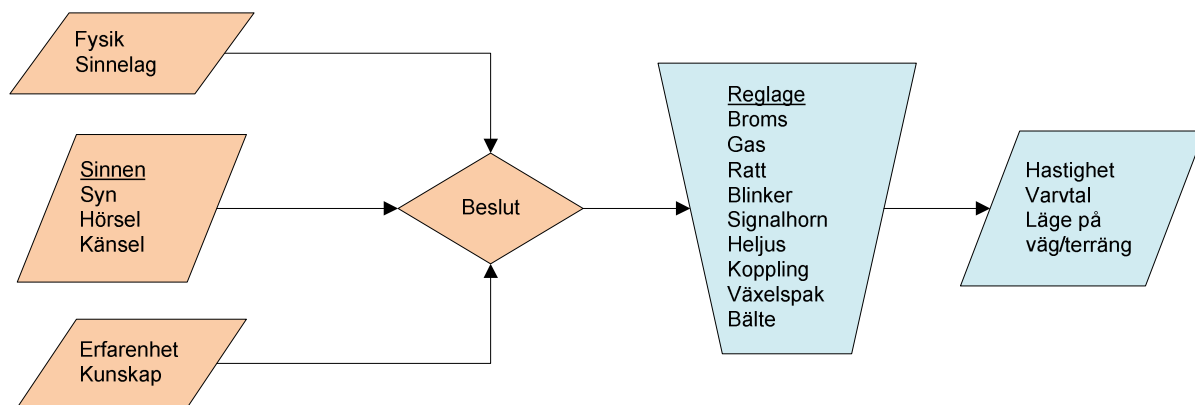 Fysik
Sinnelag
Sinnen
Syn
Hörsel
Känsel
Erfarenhet
Kunskap
Beslut
Reglage
Broms
Gas
Ratt
Blinker
Signalhorn
Heljus
Koppling
Växelspak
Bälte
Hastighet
Varvtal
Läge på
väg/terräng